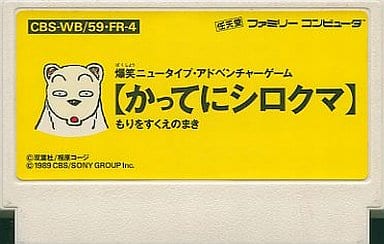 CBS-WB/59-FR-4
任天堂 ファミリー コンピュータ
ばくしょう
爆笑ニュータイプ・アドベンチャーゲーム
【かってにシロクマ】
もりをすくえのまき
©双葉社/相原コージ
©1989 CBS/SONY GROUP Inc.